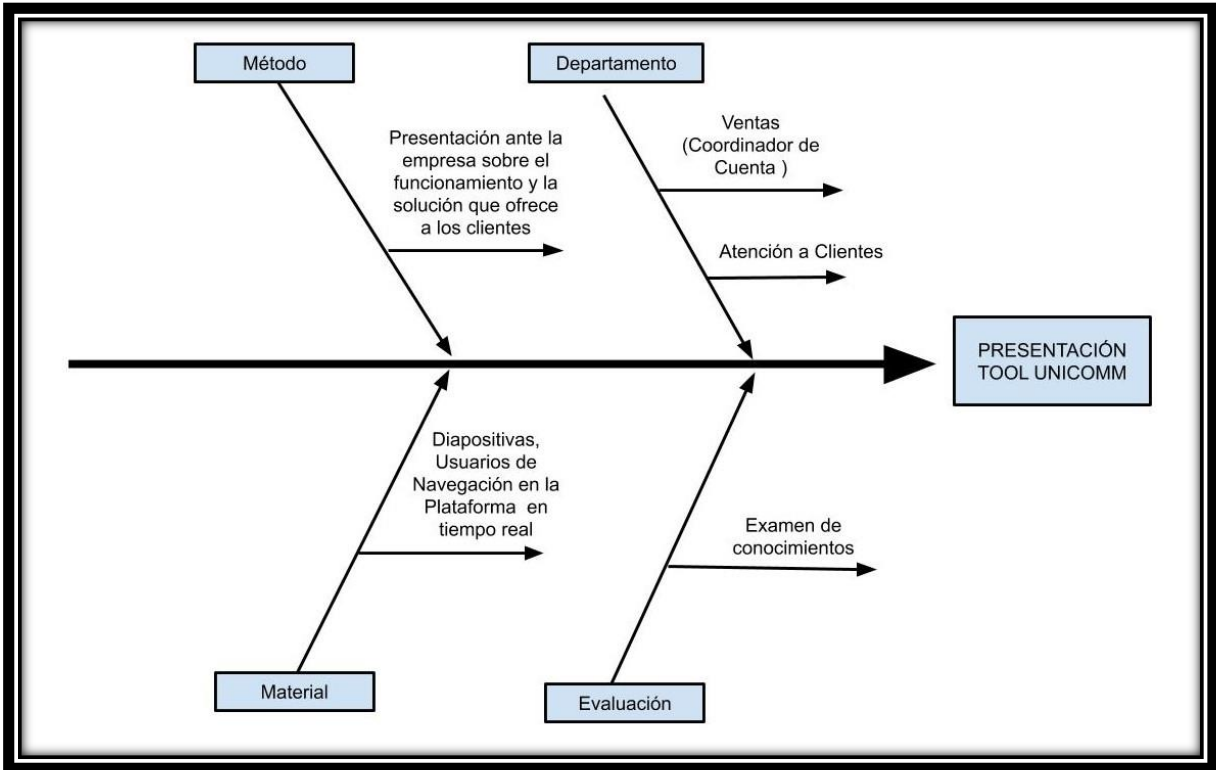 Método
Departamento
Presentación ante la
empresa sobre el
funcionamiento y la
solución que ofrece
a los clientes
Ventas
(Coordinador de
Cuenta )
Atención a Clientes
PRESENTACIÓN
TOOL UNICOMM
Diapositivas,
Usuarios de
Navegación en la
Plataforma en
tiempo real
Examen de
conocimientos
Material
Evaluación